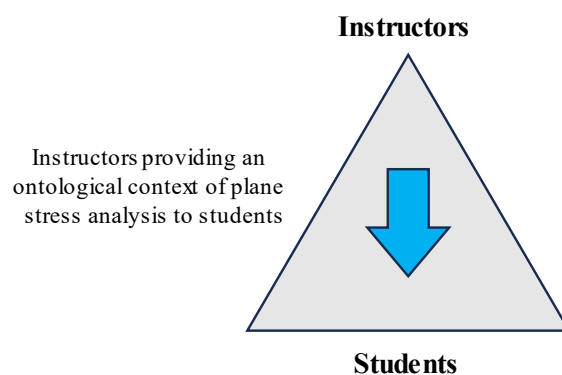 Instructors
Instructors providing an
ontological context of plane
stress analysis to students
Students